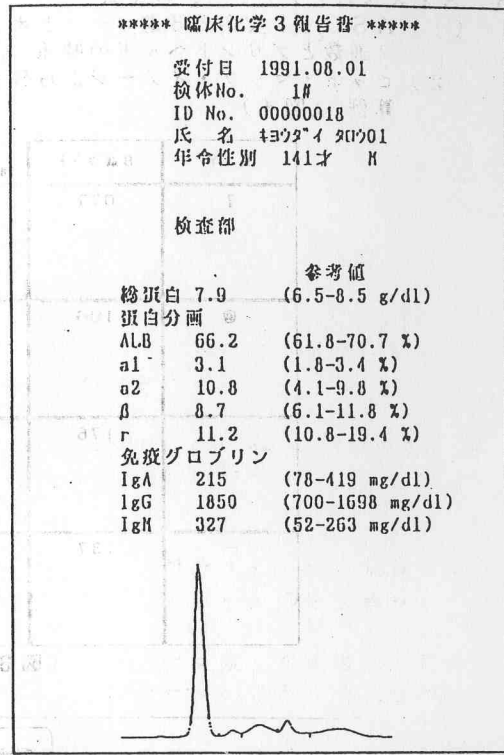 ***** 臨床化学3報告書 *****
受付日 1991.08.01
検体No. 1#
ID No. 00000018
氏 名 キヨウダイ タロウ01
年令性別 141才 M
検査部
参考値
総蛋白 7.9 (6.5-8.5 g/dl)
蛋白分画
ALB 66.2 (61.8-70.7 %)
a1 3.1 (1.8-3.4 %)
a2 10.8 (4.1-9.8 %)
β 8.7 (6.1-11.8 %)
r 11.2 (10.8-19.4 %)
免疫グロブリン
IgA 215 (78-419 mg/dl)
IgG 1850 (700-1698 mg/dl)
IgM 327 (52-263 mg/dl)